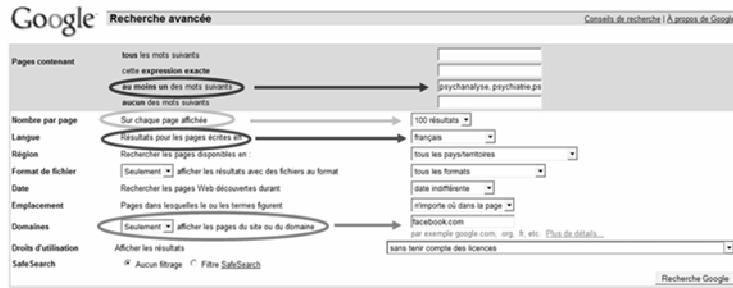 Google Recherche avancée Conseils de recherche | À propos de Google
Pages contenant
tous les mots suivants
cette expression exacte
au moins un des mots suivants psychanalyse, psychiatrie,ps
aucun des mots suivants
Nombre par page Sur chaque page affichée 100 résultats
Langue Résultats pour les pages écrites en français
Région Rechercher les pages disponibles en : tous les pays/territoires
Format de fichier Seulement afficher les résultats avec des fichiers au format tous les formats
Date Rechercher les pages Web découvertes durant: date indifférente
Emplacement Pages dans lesquelles le ou les termes figurent n'importe où dans la page
Domaines Seulement afficher les pages du site ou du domaine facebook.com
par exemple google.com, .org, .fr, etc. Plus de détails...
Droits d'utilisation Afficher les résultats sans tenir compte des licences
SafeSearch Aucun filtrage Filtre SafeSearch
Recherche Google